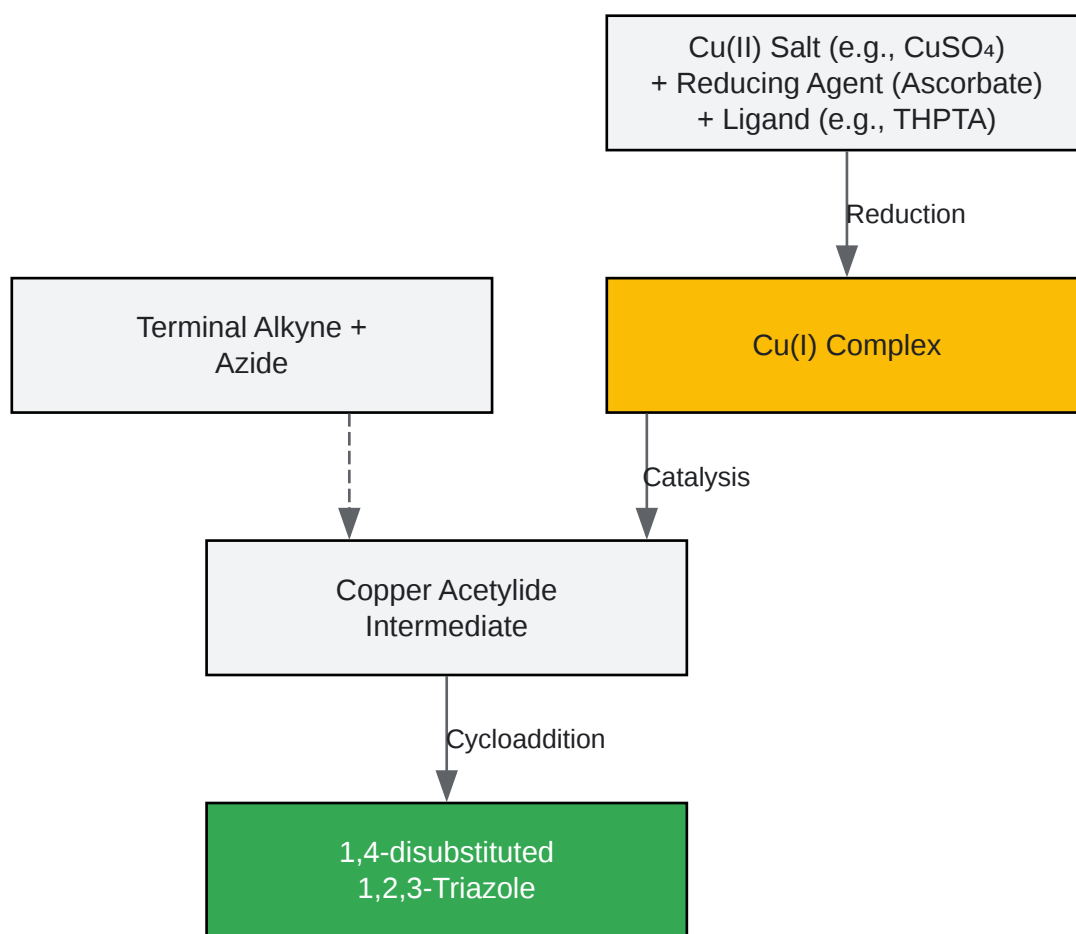 Cu(II) Salt (e.g., CuSO₄)
+ Reducing Agent (Ascorbate)
+ Ligand (e.g., THPTA)
Reduction
Terminal Alkyne +
Azide
Cu(I) Complex
Catalysis
Copper Acetylide
Intermediate
Cycloaddition
1,4-disubstituted
1,2,3-Triazole